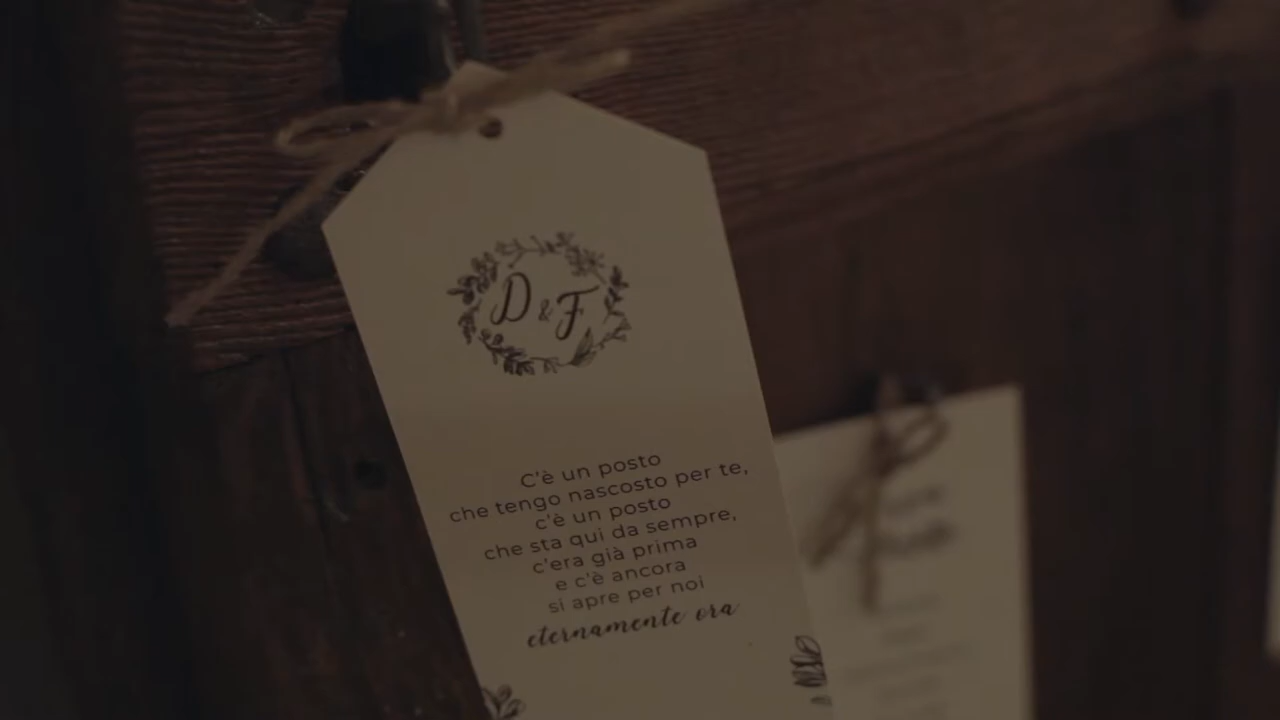 D & F
C'è un posto
che tengo nascosto per te,
c'è un posto
che sta qui da sempre,
c'era già prima
e c'è ancora
si apre per noi
eternamente ora